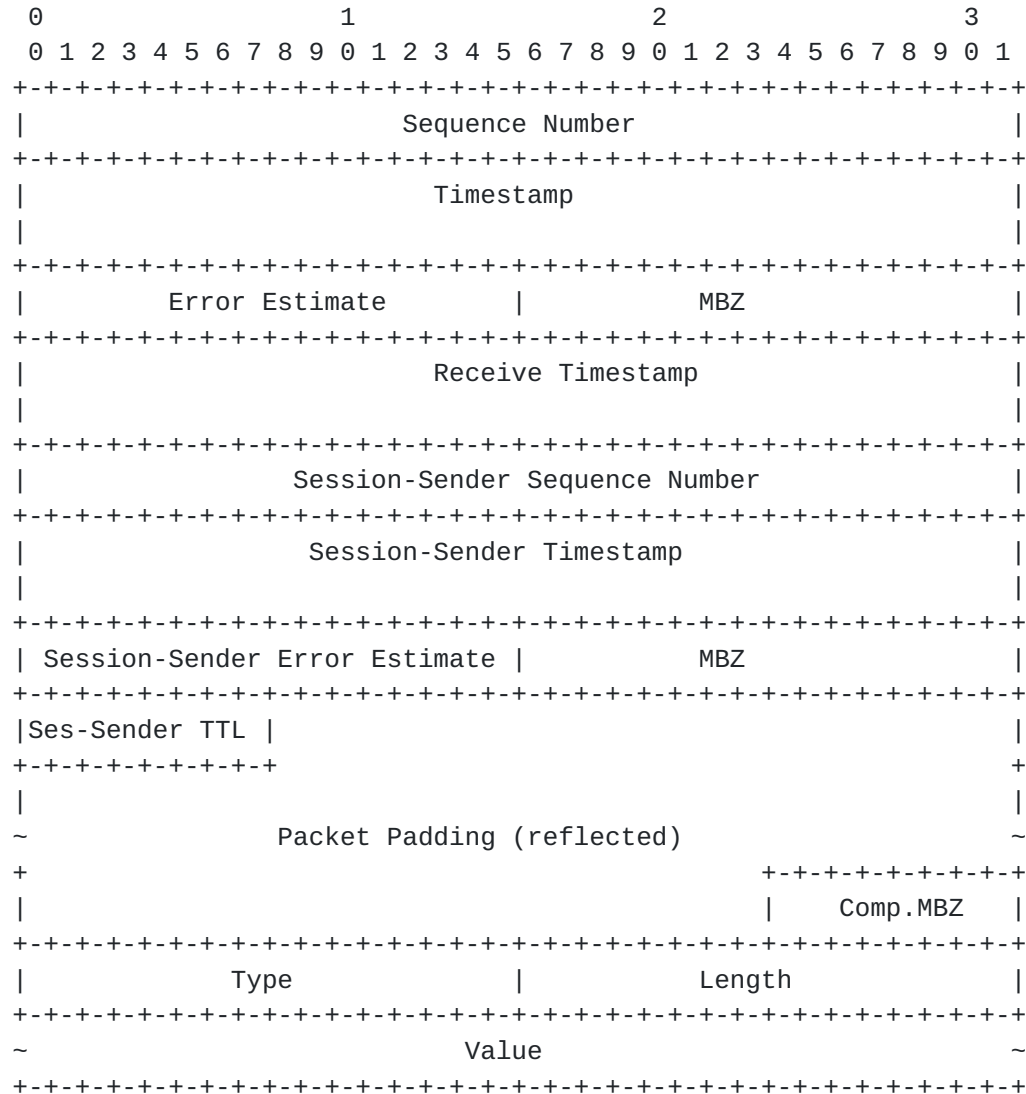 0                   1                   2                   3
 0 1 2 3 4 5 6 7 8 9 0 1 2 3 4 5 6 7 8 9 0 1 2 3 4 5 6 7 8 9 0 1
+-+-+-+-+-+-+-+-+-+-+-+-+-+-+-+-+-+-+-+-+-+-+-+-+-+-+-+-+-+-+-+-+
|                        Sequence Number                        |
+-+-+-+-+-+-+-+-+-+-+-+-+-+-+-+-+-+-+-+-+-+-+-+-+-+-+-+-+-+-+-+-+
|                          Timestamp                            |
|                                                               |
+-+-+-+-+-+-+-+-+-+-+-+-+-+-+-+-+-+-+-+-+-+-+-+-+-+-+-+-+-+-+-+-+
|         Error Estimate        |           MBZ                 |
+-+-+-+-+-+-+-+-+-+-+-+-+-+-+-+-+-+-+-+-+-+-+-+-+-+-+-+-+-+-+-+-+
|                          Receive Timestamp                    |
|                                                               |
+-+-+-+-+-+-+-+-+-+-+-+-+-+-+-+-+-+-+-+-+-+-+-+-+-+-+-+-+-+-+-+-+
|                 Session-Sender Sequence Number                |
+-+-+-+-+-+-+-+-+-+-+-+-+-+-+-+-+-+-+-+-+-+-+-+-+-+-+-+-+-+-+-+-+
|                  Session-Sender Timestamp                     |
|                                                               |
+-+-+-+-+-+-+-+-+-+-+-+-+-+-+-+-+-+-+-+-+-+-+-+-+-+-+-+-+-+-+-+-+
| Session-Sender Error Estimate |           MBZ                 |
+-+-+-+-+-+-+-+-+-+-+-+-+-+-+-+-+-+-+-+-+-+-+-+-+-+-+-+-+-+-+-+-+
|Ses-Sender TTL |                                               |
+-+-+-+-+-+-+-+-+                                               +
|                                                               |
~                Packet Padding (reflected)                     ~
+                                               +-+-+-+-+-+-+-+-+
|                                               |    Comp.MBZ   |
+-+-+-+-+-+-+-+-+-+-+-+-+-+-+-+-+-+-+-+-+-+-+-+-+-+-+-+-+-+-+-+-+
|             Type              |           Length              |
+-+-+-+-+-+-+-+-+-+-+-+-+-+-+-+-+-+-+-+-+-+-+-+-+-+-+-+-+-+-+-+-+
~                            Value                              ~
+-+-+-+-+-+-+-+-+-+-+-+-+-+-+-+-+-+-+-+-+-+-+-+-+-+-+-+-+-+-+-+-+